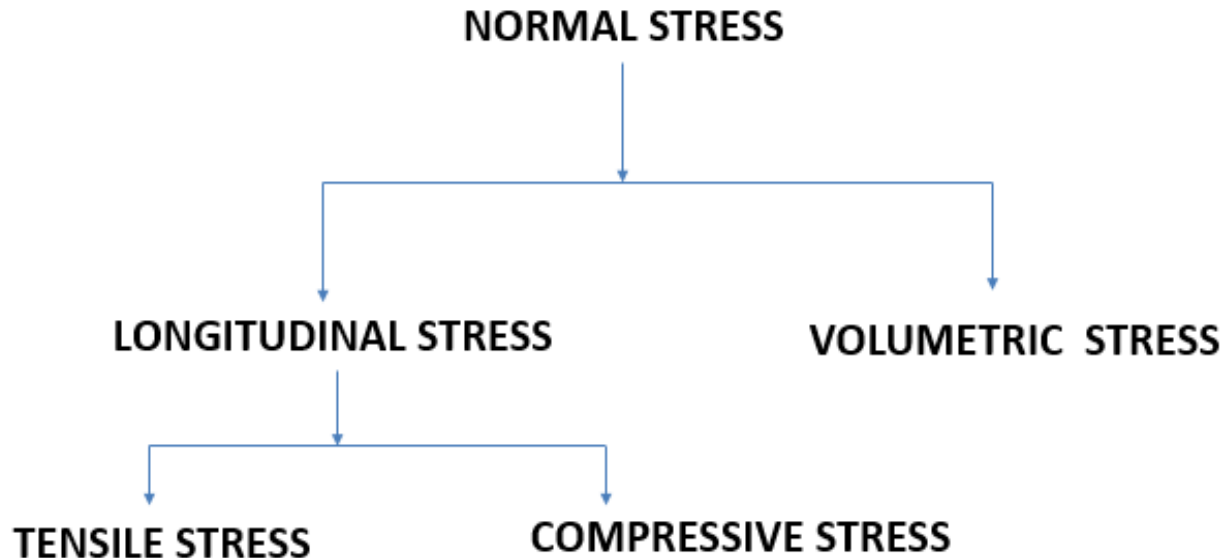 NORMAL STRESS
LONGITUDINAL STRESS
VOLUMETRIC  STRESS
TENSILE STRESS
COMPRESSIVE STRESS